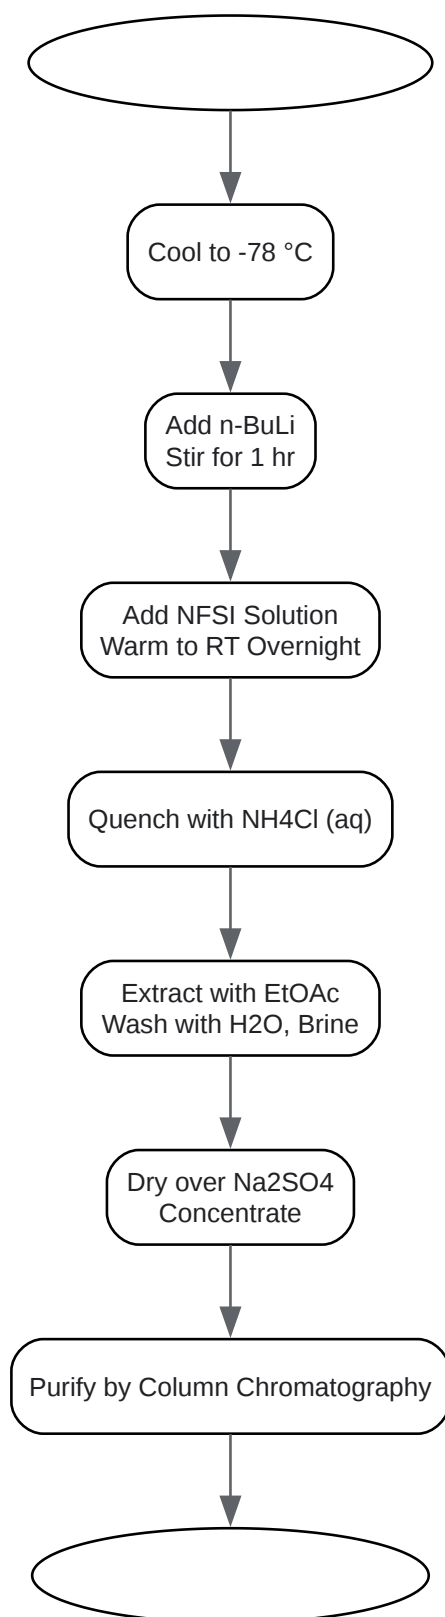 Cool to -78 °C
Add n-BuLi
Stir for 1 hr
Add NFSI Solution
Warm to RT Overnight
Quench with NH4Cl (aq)
Extract with EtOAc
Wash with H2O, Brine
Dry over Na2SO4
Concentrate
Purify by Column Chromatography